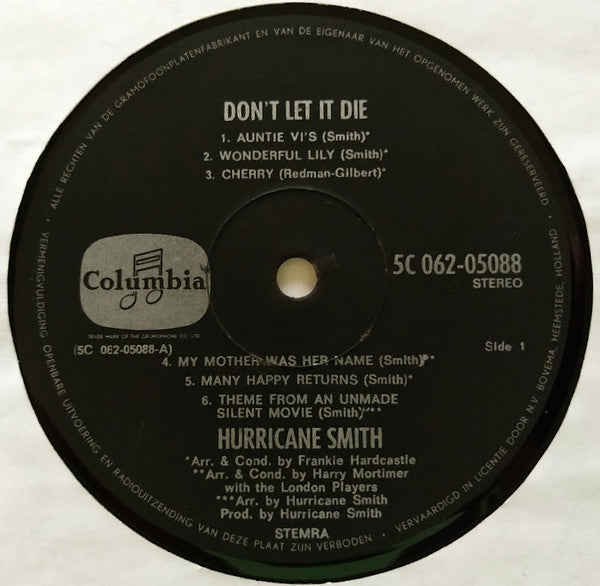 ALLE RECHTEN VAN DE GRAMOFOONPLATENFABRIKANT EN VAN DE EIGENAAR VAN HET OPGENOMEN WERK ZIJN GERESERVEERD
DON'T LET IT DIE
1. AUNTIE VI'S (Smith)*
2. WONDERFUL LILY (Smith)*
3. CHERRY (Redman-Gilbert)*
Columbia
TRADE MARK OF THE GRAMOPHONE CO LTD
5C 062-05088
STEREO
(5C 062-05088-A)
Side 1
4. MY MOTHER WAS HER NAME (Smith)**
5. MANY HAPPY RETURNS (Smith)*
6. THEME FROM AN UNMADE
SILENT MOVIE (Smith)***
HURRICANE SMITH
*Arr. & Cond. by Frankie Hardcastle
**Arr. & Cond. by Harry Mortimer
with the London Players
***Arr. by Hurricane Smith
Prod. by Hurricane Smith
STEMRA
VERMENIGVULDIGING OPENBARE UITVOERING EN RADIOUITZENDING VAN DEZE PLAAT ZIJN VERBODEN
VERVAARDIGD IN LICENTIE DOOR N.V. BOVEMA, HEEMSTEDE, HOLLAND